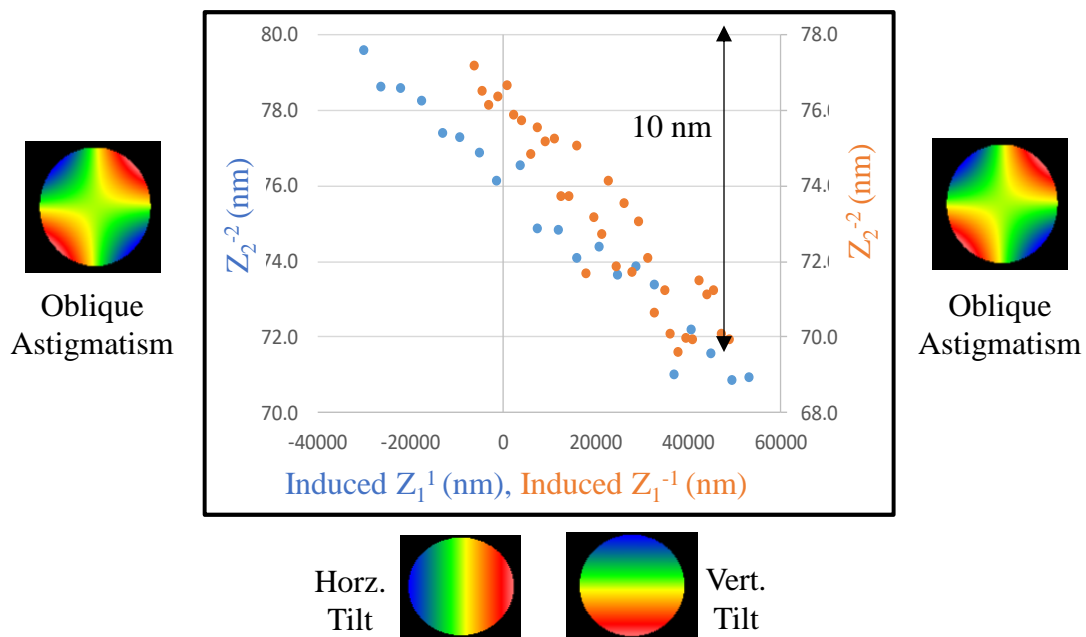 80.0
78.0
76.0
74.0
72.0
70.0
Z₂⁻² (nm)
78.0
76.0
74.0
72.0
70.0
68.0
Z₂⁻² (nm)
10 nm
-40000 -20000 0 20000 40000 60000
Induced Z₁¹ (nm), Induced Z₁⁻¹ (nm)
Oblique
Astigmatism
Oblique
Astigmatism
Horz.
Tilt
Vert.
Tilt